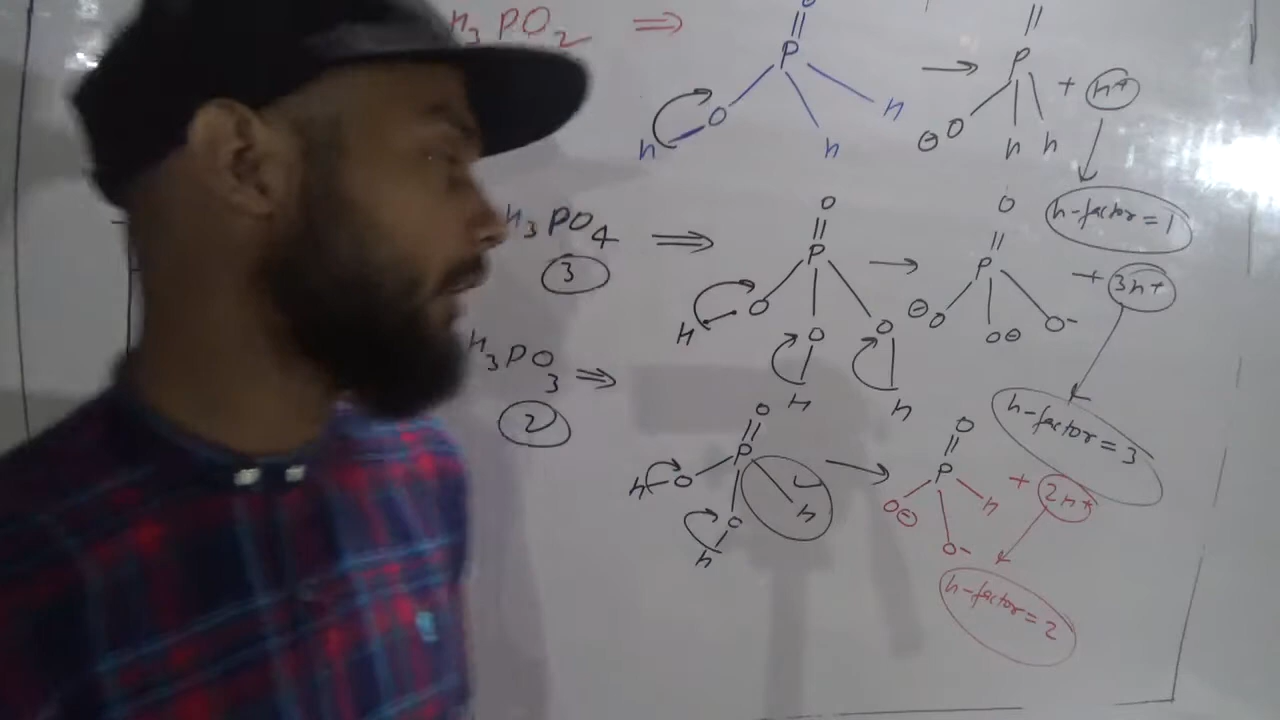 H3PO2 ⇒ O || P O H H H → || P ⊖O H H + H+
n-factor = 1
H3PO4 ⇒ O || P O O O H H H → O || P ⊖O O⊖ O- + 3H+
3
n-factor = 3
H3PO3 ⇒ O || P O O H H H → O || P O⊖ O- H + 2H+
2
n-factor = 2